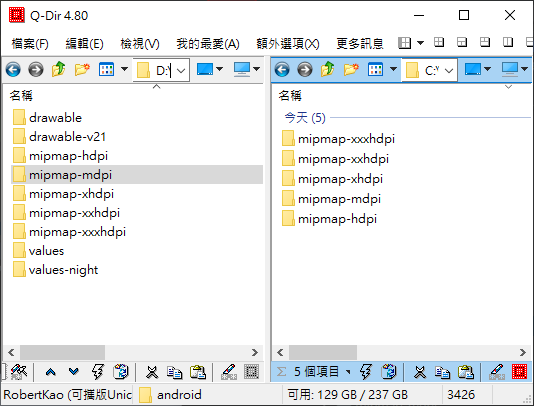 Q-Dir 4.80
檔案(F) 編輯(E) 檢視(V) 我的最愛(A) 額外選項(X) 更多訊息
D:\
C:\
名稱
drawable
drawable-v21
mipmap-hdpi
mipmap-mdpi
mipmap-xhdpi
mipmap-xxhdpi
mipmap-xxxhdpi
values
values-night
名稱
今天 (5)
mipmap-xxxhdpi
mipmap-xxhdpi
mipmap-xhdpi
mipmap-mdpi
mipmap-hdpi
Σ 5 個項目
RobertKao (可攜版Unic android 可用: 129 GB / 237 GB 3426